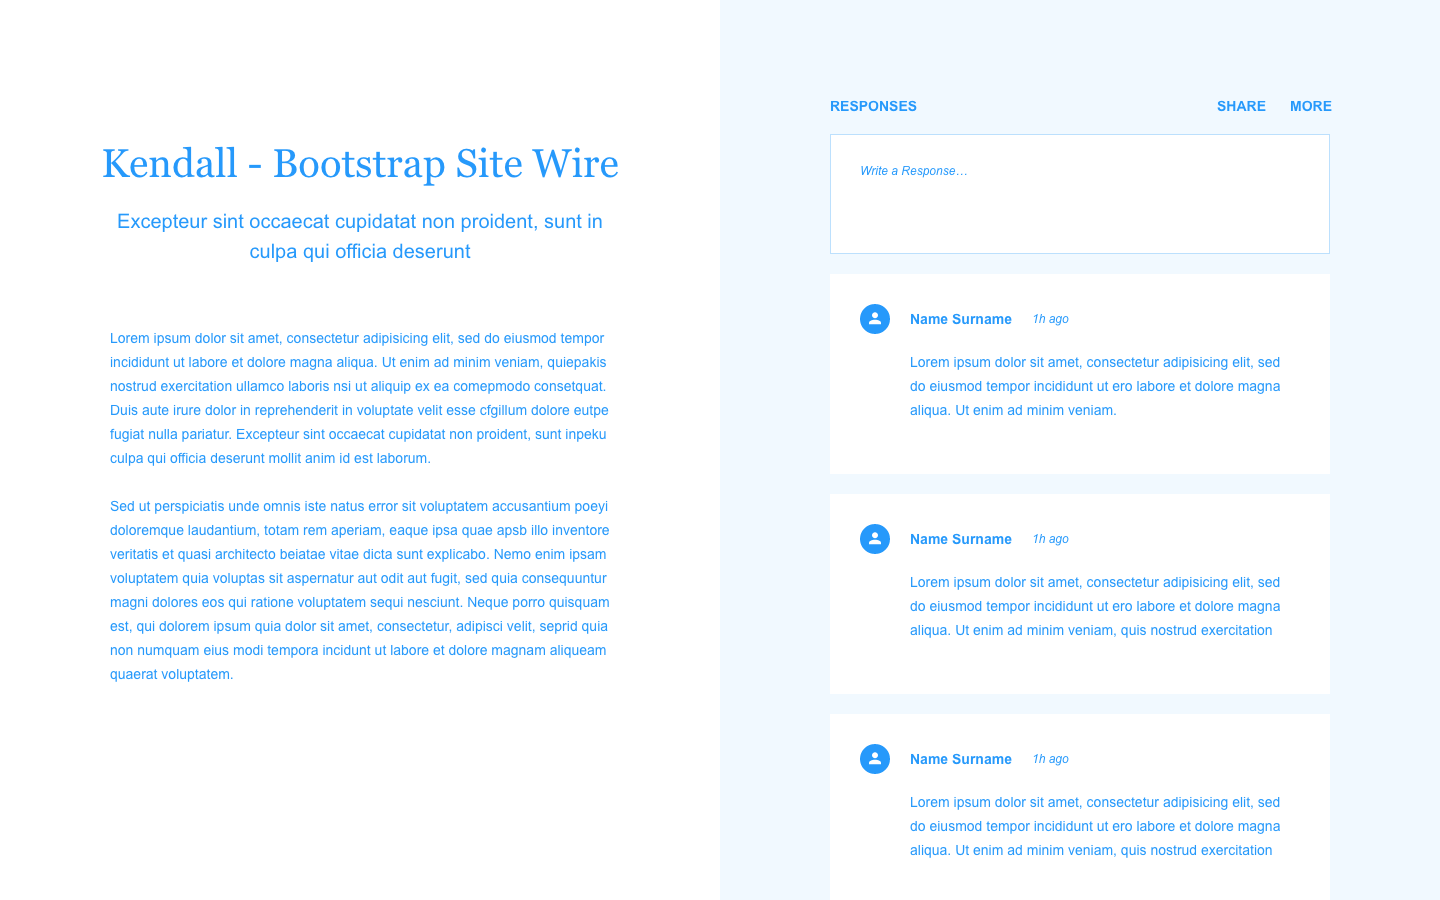 Kendall - Bootstrap Site Wire
Excepteur sint occaecat cupidatat non proident, sunt in
culpa qui officia deserunt
Lorem ipsum dolor sit amet, consectetur adipisicing elit, sed do eiusmod tempor
incididunt ut labore et dolore magna aliqua. Ut enim ad minim veniam, quiepakis
nostrud exercitation ullamco laboris nsi ut aliquip ex ea comepmodo consetquat.
Duis aute irure dolor in reprehenderit in voluptate velit esse cfgillum dolore eutpe
fugiat nulla pariatur. Excepteur sint occaecat cupidatat non proident, sunt inpeku
culpa qui officia deserunt mollit anim id est laborum.
Sed ut perspiciatis unde omnis iste natus error sit voluptatem accusantium poeyi
doloremque laudantium, totam rem aperiam, eaque ipsa quae apsb illo inventore
veritatis et quasi architecto beiatae vitae dicta sunt explicabo. Nemo enim ipsam
voluptatem quia voluptas sit aspernatur aut odit aut fugit, sed quia consequuntur
magni dolores eos qui ratione voluptatem sequi nesciunt. Neque porro quisquam
est, qui dolorem ipsum quia dolor sit amet, consectetur, adipisci velit, seprid quia
non numquam eius modi tempora incidunt ut labore et dolore magnam aliqueam
quaerat voluptatem.
RESPONSES SHARE MORE
Write a Response…
Name Surname 1h ago
Lorem ipsum dolor sit amet, consectetur adipisicing elit, sed
do eiusmod tempor incididunt ut ero labore et dolore magna
aliqua. Ut enim ad minim veniam.
Name Surname 1h ago
Lorem ipsum dolor sit amet, consectetur adipisicing elit, sed
do eiusmod tempor incididunt ut ero labore et dolore magna
aliqua. Ut enim ad minim veniam, quis nostrud exercitation
Name Surname 1h ago
Lorem ipsum dolor sit amet, consectetur adipisicing elit, sed
do eiusmod tempor incididunt ut ero labore et dolore magna
aliqua. Ut enim ad minim veniam, quis nostrud exercitation